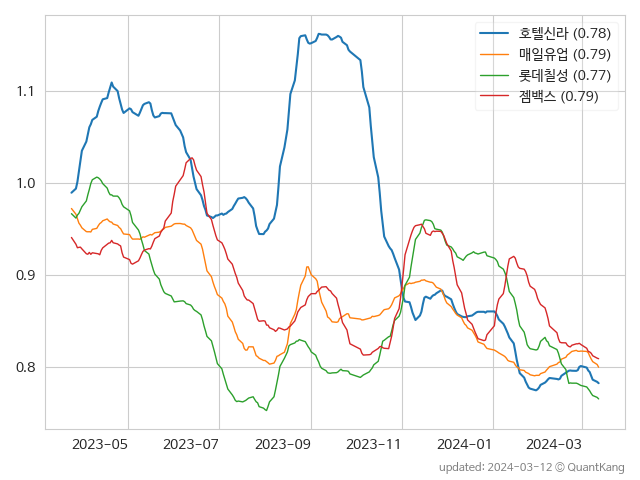 호텔신라 (0.78)
매일유업 (0.79)
롯데칠성 (0.77)
젬백스 (0.79)
1.1
1.0
0.9
0.8
2023-05 2023-07 2023-09 2023-11 2024-01 2024-03
updated: 2024-03-12 © QuantKang